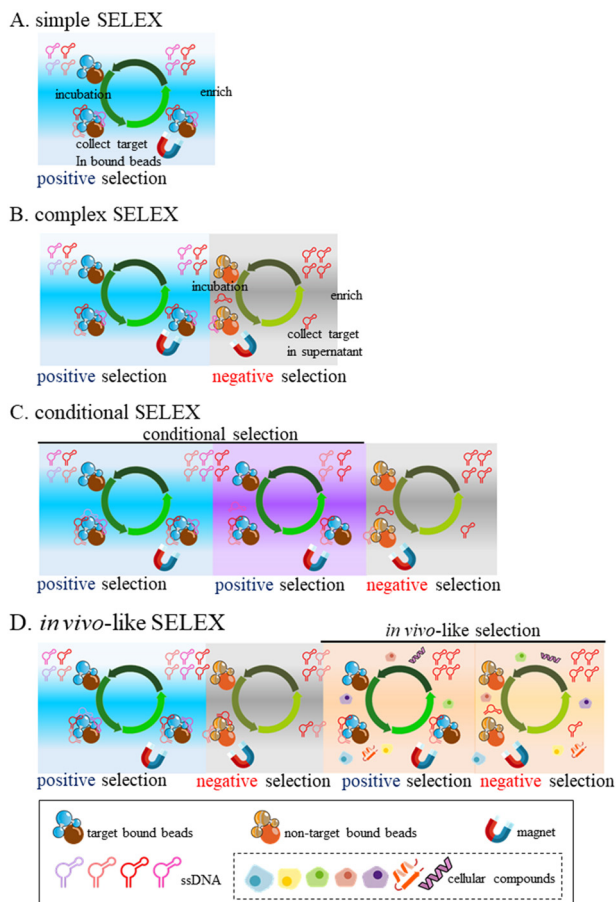 A. simple SELEX
incubation
enrich
collect target
In bound beads
positive selection
B. complex SELEX
incubation
enrich
collect target
in supernatant
positive selection
negative selection
C. conditional SELEX
conditional selection
positive selection
positive selection
negative selection
D. in vivo-like SELEX
in vivo-like selection
positive selection
negative selection
positive selection
negative selection
target bound beads
non-target bound beads
magnet
ssDNA
cellular compounds